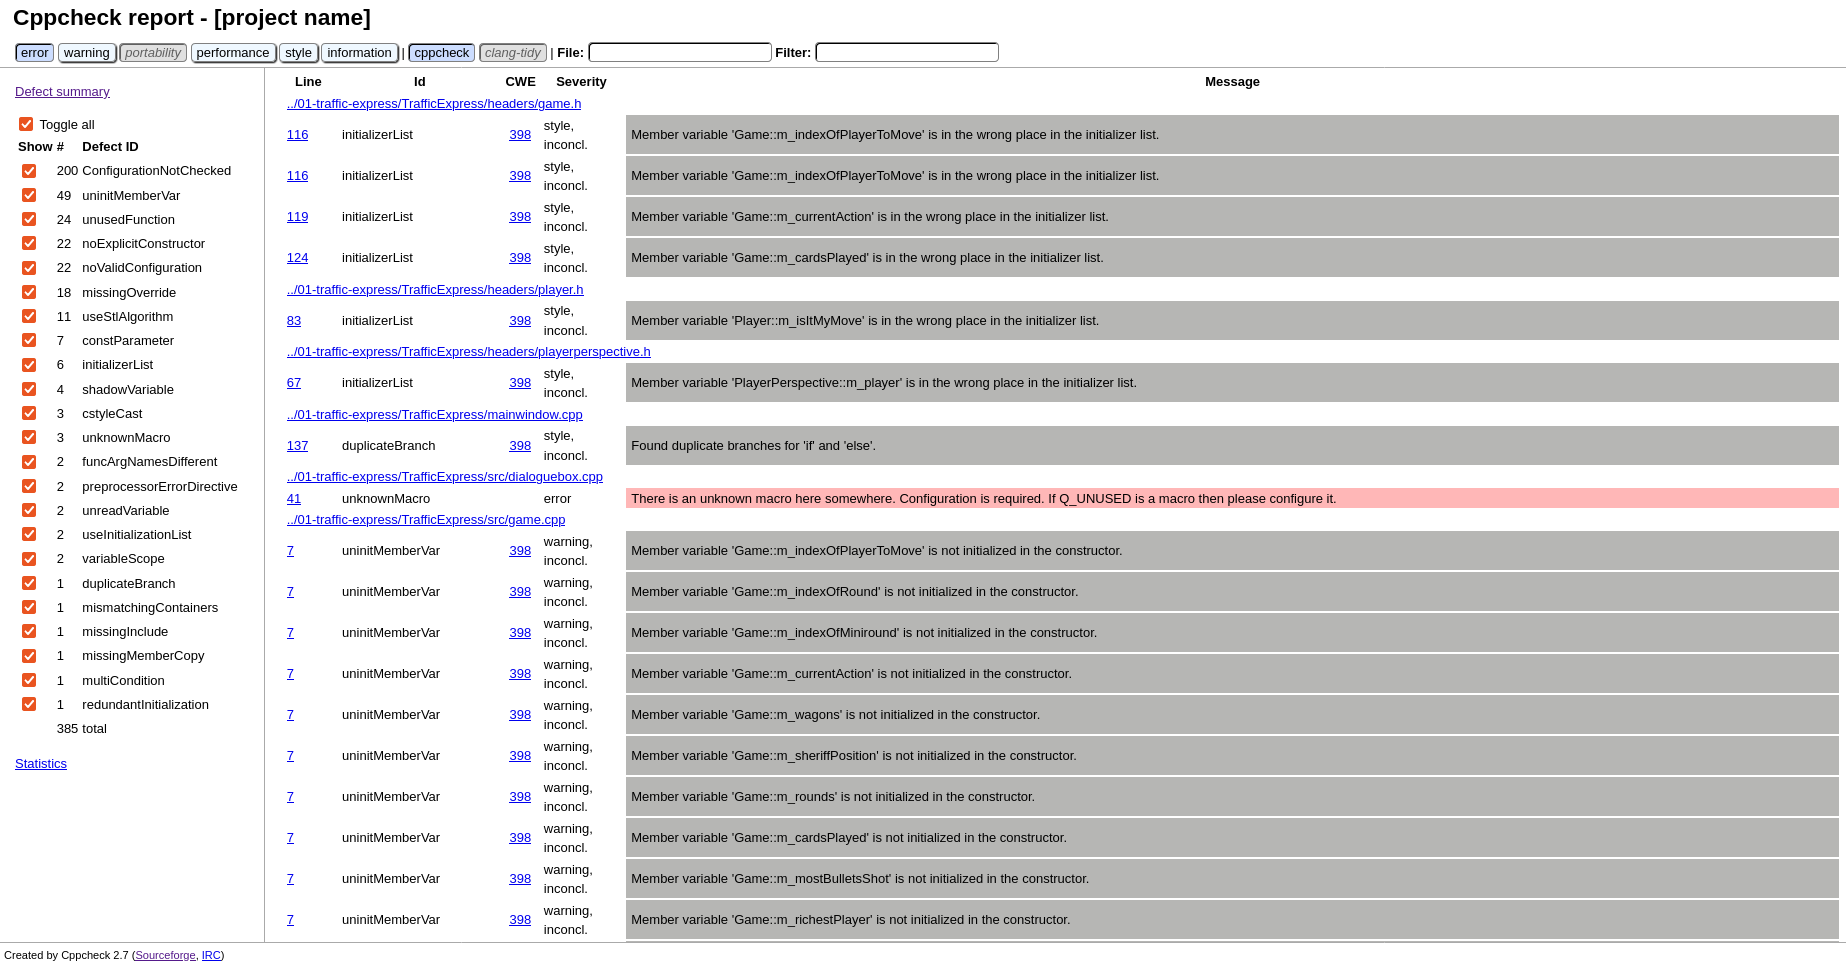 Cppcheck report - [project name]
error warning portability performance style information | cppcheck clang-tidy | File: Filter:
Defect summary
Toggle all
Show # Defect ID
200 ConfigurationNotChecked
49 uninitMemberVar
24 unusedFunction
22 noExplicitConstructor
22 noValidConfiguration
18 missingOverride
11 useStlAlgorithm
7 constParameter
6 initializerList
4 shadowVariable
3 cstyleCast
3 unknownMacro
2 funcArgNamesDifferent
2 preprocessorErrorDirective
2 unreadVariable
2 useInitializationList
2 variableScope
1 duplicateBranch
1 mismatchingContainers
1 missingInclude
1 missingMemberCopy
1 multiCondition
1 redundantInitialization
385 total
Statistics
Line Id CWE Severity Message
../01-traffic-express/TrafficExpress/headers/game.h
116 initializerList 398 style, inconcl. Member variable 'Game::m_indexOfPlayerToMove' is in the wrong place in the initializer list.
116 initializerList 398 style, inconcl. Member variable 'Game::m_indexOfPlayerToMove' is in the wrong place in the initializer list.
119 initializerList 398 style, inconcl. Member variable 'Game::m_currentAction' is in the wrong place in the initializer list.
124 initializerList 398 style, inconcl. Member variable 'Game::m_cardsPlayed' is in the wrong place in the initializer list.
../01-traffic-express/TrafficExpress/headers/player.h
83 initializerList 398 style, inconcl. Member variable 'Player::m_isItMyMove' is in the wrong place in the initializer list.
../01-traffic-express/TrafficExpress/headers/playerperspective.h
67 initializerList 398 style, inconcl. Member variable 'PlayerPerspective::m_player' is in the wrong place in the initializer list.
../01-traffic-express/TrafficExpress/mainwindow.cpp
137 duplicateBranch 398 style, inconcl. Found duplicate branches for 'if' and 'else'.
../01-traffic-express/TrafficExpress/src/dialoguebox.cpp
41 unknownMacro error There is an unknown macro here somewhere. Configuration is required. If Q_UNUSED is a macro then please configure it.
../01-traffic-express/TrafficExpress/src/game.cpp
7 uninitMemberVar 398 warning, inconcl. Member variable 'Game::m_indexOfPlayerToMove' is not initialized in the constructor.
7 uninitMemberVar 398 warning, inconcl. Member variable 'Game::m_indexOfRound' is not initialized in the constructor.
7 uninitMemberVar 398 warning, inconcl. Member variable 'Game::m_indexOfMiniround' is not initialized in the constructor.
7 uninitMemberVar 398 warning, inconcl. Member variable 'Game::m_currentAction' is not initialized in the constructor.
7 uninitMemberVar 398 warning, inconcl. Member variable 'Game::m_wagons' is not initialized in the constructor.
7 uninitMemberVar 398 warning, inconcl. Member variable 'Game::m_sheriffPosition' is not initialized in the constructor.
7 uninitMemberVar 398 warning, inconcl. Member variable 'Game::m_rounds' is not initialized in the constructor.
7 uninitMemberVar 398 warning, inconcl. Member variable 'Game::m_cardsPlayed' is not initialized in the constructor.
7 uninitMemberVar 398 warning, inconcl. Member variable 'Game::m_mostBulletsShot' is not initialized in the constructor.
7 uninitMemberVar 398 warning, inconcl. Member variable 'Game::m_richestPlayer' is not initialized in the constructor.
Created by Cppcheck 2.7 (Sourceforge, IRC)